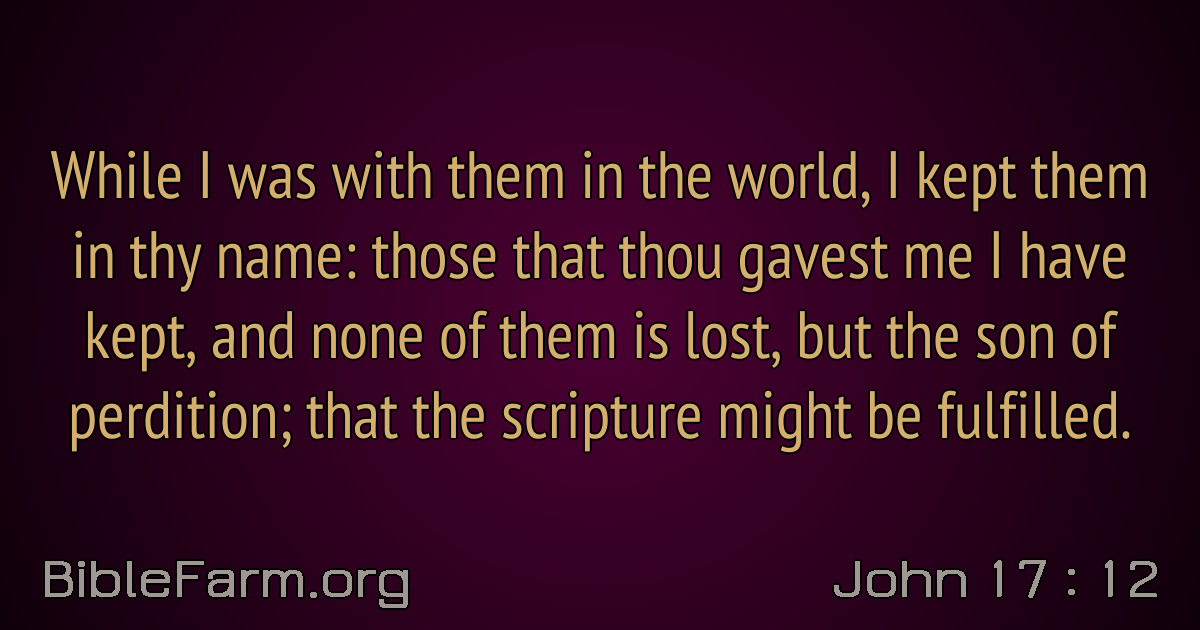 While I was with them in the world, I kept them
in thy name: those that thou gavest me I have
kept, and none of them is lost, but the son of
perdition; that the scripture might be fulfilled.
BibleFarm.org
John 17 : 12